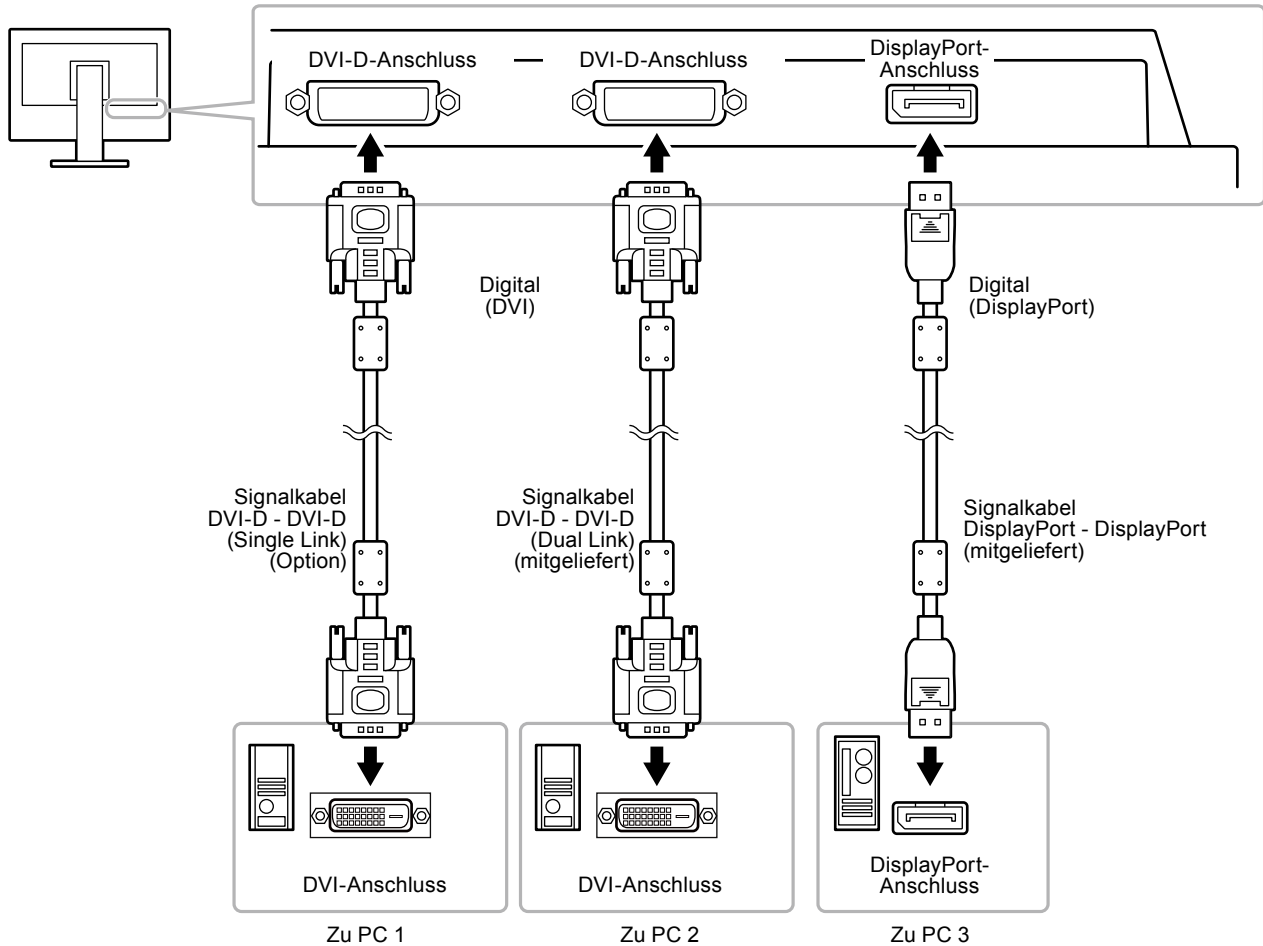 DVI-D-Anschluss
DVI-D-Anschluss
DisplayPort-
Anschluss
Digital
(DVI)
Digital
(DisplayPort)
Signalkabel
DVI-D - DVI-D
(Single Link)
(Option)
Signalkabel
DVI-D - DVI-D
(Dual Link)
(mitgeliefert)
Signalkabel
DisplayPort - DisplayPort
(mitgeliefert)
DVI-Anschluss
DVI-Anschluss
DisplayPort-
Anschluss
Zu PC 1
Zu PC 2
Zu PC 3